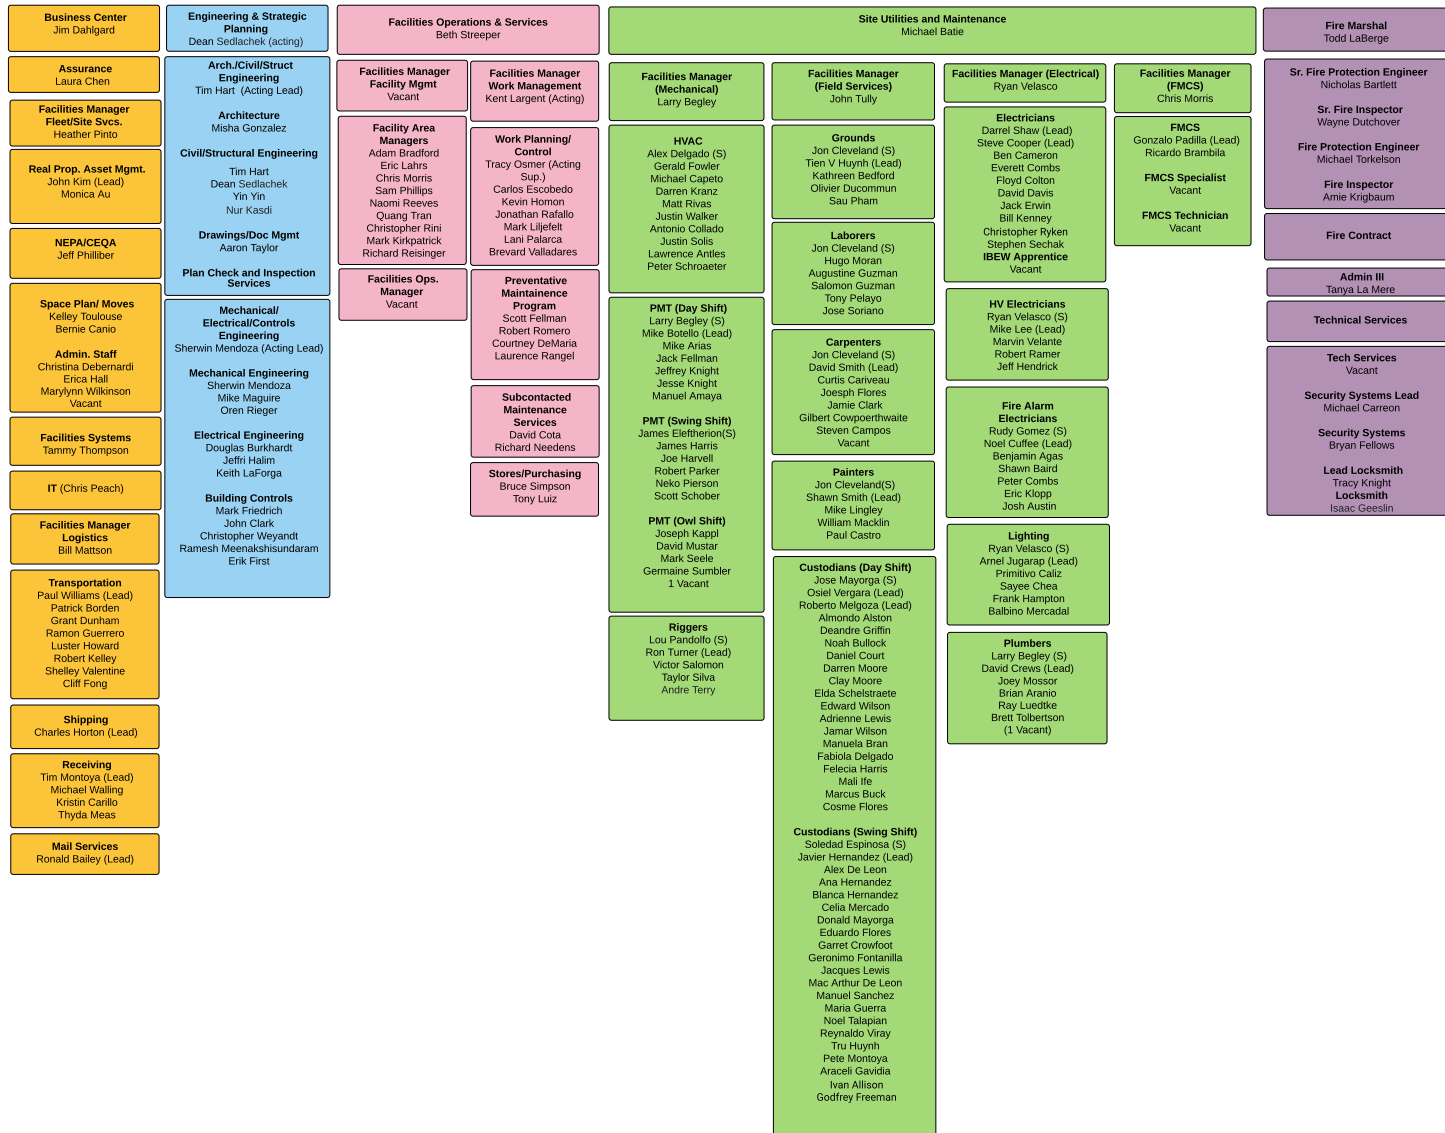 Business Center
Jim Dahlgard
Assurance
Laura Chen
Facilities Manager
Fleet/Site Svcs.
Heather Pinto
Real Prop. Asset Mgmt.
John Kim (Lead)
Monica Au
NEPA/CEQA
Jeff Philliber
Space Plan/ Moves
Kelley Toulouse
Bernie Canio
Admin. Staff
Christina Debernardi
Erica Hall
Marylynn Wilkinson
Vacant
Facilities Systems
Tammy Thompson
IT (Chris Peach)
Facilities Manager
Logistics
Bill Mattson
Transportation
Paul Williams (Lead)
Patrick Borden
Grant Dunham
Ramon Guerrero
Luster Howard
Robert Kelley
Shelley Valentine
Cliff Fong
Shipping
Charles Horton (Lead)
Receiving
Tim Montoya (Lead)
Michael Walling
Kristin Carillo
Thyda Meas
Mail Services
Ronald Bailey (Lead)
Engineering & Strategic
Planning
Dean Sedlachek (acting)
Arch./Civil/Struct
Engineering
Tim Hart (Acting Lead)
Architecture
Misha Gonzalez
Civil/Structural Engineering
Tim Hart
Dean Sedlachek
Yin Yin
Nur Kasdi
Drawings/Doc Mgmt
Aaron Taylor
Plan Check and Inspection
Services
Mechanical/
Electrical/Controls
Engineering
Sherwin Mendoza (Acting Lead)
Mechanical Engineering
Sherwin Mendoza
Mike Maguire
Oren Rieger
Electrical Engineering
Douglas Burkhardt
Jeffri Halim
Keith LaForga
Building Controls
Mark Friedrich
John Clark
Christopher Weyandt
Ramesh Meenakshisundaram
Erik First
Facilities Operations & Services
Beth Streeper
Facilities Manager
Facility Mgmt
Vacant
Facility Area
Managers
Adam Bradford
Eric Lahrs
Chris Morris
Sam Phillips
Naomi Reeves
Quang Tran
Christopher Rini
Mark Kirkpatrick
Richard Reisinger
Facilities Ops.
Manager
Vacant
Facilities Manager
Work Management
Kent Largent (Acting)
Work Planning/
Control
Tracy Osmer (Acting
Sup.)
Carlos Escobedo
Kevin Homon
Jonathan Rafallo
Mark Liljefelt
Lani Palarca
Brevard Valladares
Preventative
Maintainence
Program
Scott Fellman
Robert Romero
Courtney DeMaria
Laurence Rangel
Subcontacted
Maintenance
Services
David Cota
Richard Needens
Stores/Purchasing
Bruce Simpson
Tony Luiz
Site Utilities and Maintenance
Michael Batie
Facilities Manager
(Mechanical)
Larry Begley
HVAC
Alex Delgado (S)
Gerald Fowler
Michael Capeto
Darren Kranz
Matt Rivas
Justin Walker
Antonio Collado
Justin Solis
Lawrence Antles
Peter Schroaeter
PMT (Day Shift)
Larry Begley (S)
Mike Botello (Lead)
Mike Arias
Jack Fellman
Jeffrey Knight
Jesse Knight
Manuel Amaya
PMT (Swing Shift)
James Eleftherion(S)
James Harris
Joe Harvell
Robert Parker
Neko Pierson
Scott Schober
PMT (Owl Shift)
Joseph Kappl
David Mustar
Mark Seele
Germaine Sumbler
1 Vacant
Riggers
Lou Pandolfo (S)
Ron Turner (Lead)
Victor Salomon
Taylor Silva
Andre Terry
Facilities Manager
(Field Services)
John Tully
Grounds
Jon Cleveland (S)
Tien V Huynh (Lead)
Kathreen Bedford
Olivier Ducommun
Sau Pham
Laborers
Jon Cleveland (S)
Hugo Moran
Augustine Guzman
Salomon Guzman
Tony Pelayo
Jose Soriano
Carpenters
Jon Cleveland (S)
David Smith (Lead)
Curtis Cariveau
Joesph Flores
Jamie Clark
Gilbert Cowpoerthwaite
Steven Campos
Vacant
Painters
Jon Cleveland(S)
Shawn Smith (Lead)
Mike Lingley
William Macklin
Paul Castro
Custodians (Day Shift)
Jose Mayorga (S)
Osiel Vergara (Lead)
Roberto Melgoza (Lead)
Almondo Alston
Deandre Griffin
Noah Bullock
Daniel Court
Darren Moore
Clay Moore
Elda Schelstraete
Edward Wilson
Adrienne Lewis
Jamar Wilson
Manuela Bran
Fabiola Delgado
Felecia Harris
Mali Ife
Marcus Buck
Cosme Flores
Custodians (Swing Shift)
Soledad Espinosa (S)
Javier Hernandez (Lead)
Alex De Leon
Ana Hernandez
Blanca Hernandez
Celia Mercado
Donald Mayorga
Eduardo Flores
Garret Crowfoot
Geronimo Fontanilla
Jacques Lewis
Mac Arthur De Leon
Manuel Sanchez
Maria Guerra
Noel Talapian
Reynaldo Viray
Tru Huynh
Pete Montoya
Araceli Gavidia
Ivan Allison
Godfrey Freeman
Facilities Manager (Electrical)
Ryan Velasco
Electricians
Darrel Shaw (Lead)
Steve Cooper (Lead)
Ben Cameron
Everett Combs
Floyd Colton
David Davis
Jack Erwin
Bill Kenney
Christopher Ryken
Stephen Sechak
IBEW Apprentice
Vacant
HV Electricians
Ryan Velasco (S)
Mike Lee (Lead)
Marvin Velante
Robert Ramer
Jeff Hendrick
Fire Alarm
Electricians
Rudy Gomez (S)
Noel Cuffee (Lead)
Benjamin Agas
Shawn Baird
Peter Combs
Eric Klopp
Josh Austin
Lighting
Ryan Velasco (S)
Arnel Jugarap (Lead)
Primitivo Caliz
Sayee Chea
Frank Hampton
Balbino Mercadal
Plumbers
Larry Begley (S)
David Crews (Lead)
Joey Mossor
Brian Aranio
Ray Luedtke
Brett Tolbertson
(1 Vacant)
Facilities Manager
(FMCS)
Chris Morris
FMCS
Gonzalo Padilla (Lead)
Ricardo Brambila
FMCS Specialist
Vacant
FMCS Technician
Vacant
Fire Marshal
Todd LaBerge
Sr. Fire Protection Engineer
Nicholas Bartlett
Sr. Fire Inspector
Wayne Dutchover
Fire Protection Engineer
Michael Torkelson
Fire Inspector
Amie Krigbaum
Fire Contract
Admin III
Tanya La Mere
Technical Services
Tech Services
Vacant
Security Systems Lead
Michael Carreon
Security Systems
Bryan Fellows
Lead Locksmith
Tracy Knight
Locksmith
Isaac Geeslin